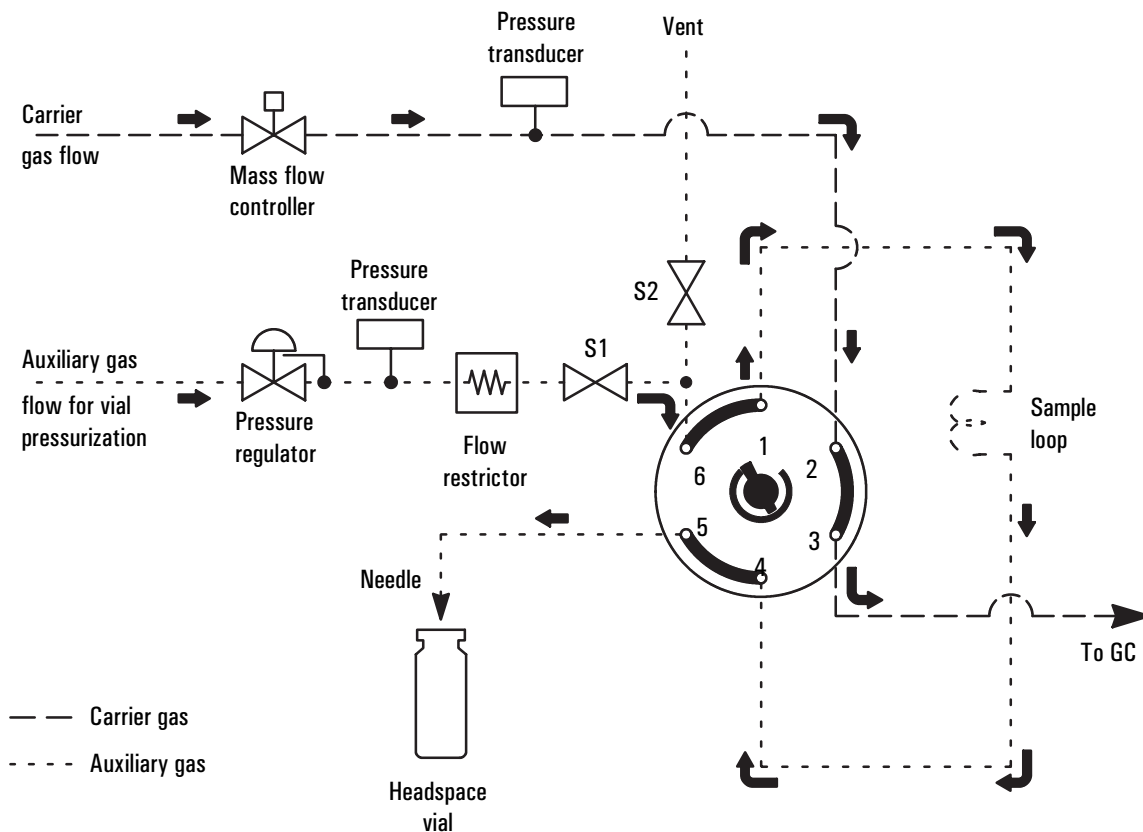 Pressure
transducer
Vent
Carrier
gas flow
Mass flow
controller
Pressure
transducer
S2
S1
Auxiliary gas
flow for vial
pressurization
Pressure
regulator
Flow
restrictor
Sample
loop
1
2
6
5
3
4
Needle
To GC
Carrier gas
Auxiliary gas
Headspace
vial